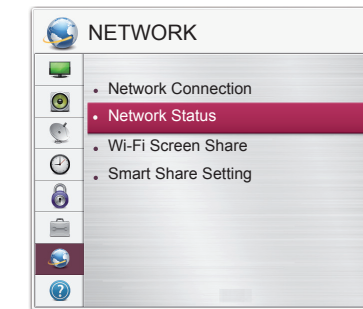 NETWORK
Network Connection
Network Status
Wi-Fi Screen Share
Smart Share Setting